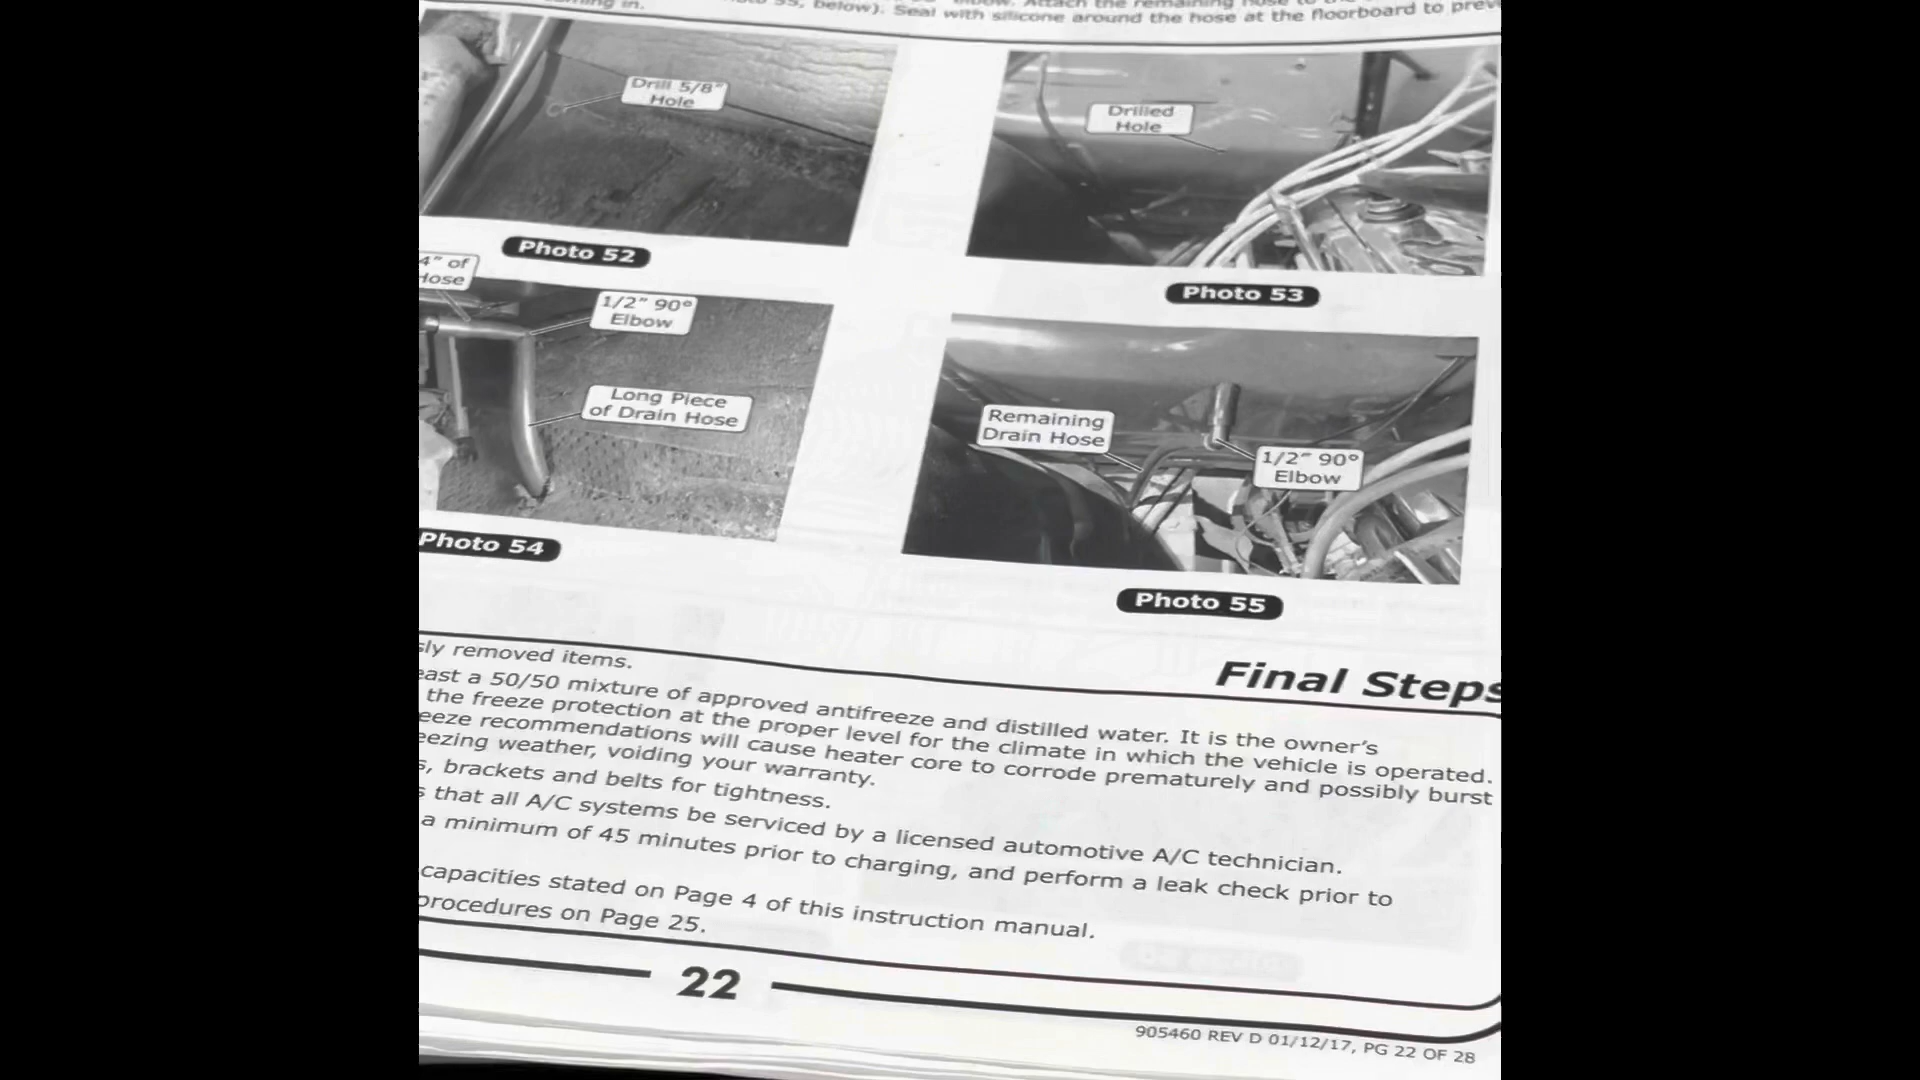 below). Seal with silicone around the hose at the floorboard to
in.
Drill 5/8"
Hole
Drilled
Hole
Photo 52
Photo 53
4" of
Hose
1/2" 90°
Elbow
Long Piece
of Drain Hose
Remaining
Drain Hose
1/2" 90°
Elbow
Photo 54
Photo 55
Final Steps
sly removed items.
east a 50/50 mixture of approved antifreeze and distilled water. It is the owner's
the freeze protection at the proper level for the climate in which the vehicle is operated.
eeze recommendations will cause heater core to corrode prematurely and possibly burst
eezing weather, voiding your warranty.
s, brackets and belts for tightness.
s that all A/C systems be serviced by a licensed automotive A/C technician.
a minimum of 45 minutes prior to charging, and perform a leak check prior to
capacities stated on Page 4 of this instruction manual.
procedures on Page 25.
22
905460 REV D 01/12/17, PG 22 OF 28